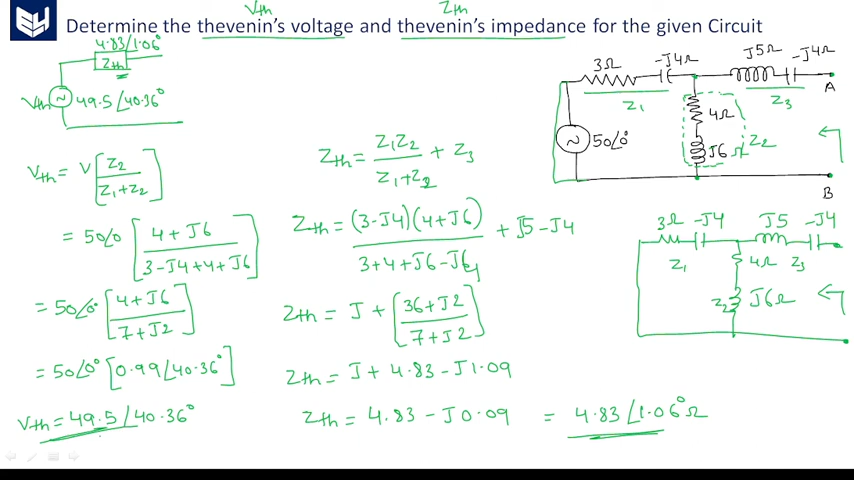 Vth Zth
Determine the thevenin's voltage and thevenin's impedance for the given Circuit
4.83∠1.06°
Zth
Vth 49.5∠40.36°
3Ω -J4Ω J5Ω -J4Ω
Z1 Z3 A
4Ω
50∠0° J6Ω Z2
B
Vth = V[Z2/(Z1+Z2)]
= 50∠0 [(4+J6)/(3-J4+4+J6)]
= 50∠0° [(4+J6)/(7+J2)]
= 50∠0° [0.99∠40.36°]
Vth = 49.5∠40.36°
Zth = Z1Z2/(Z1+Z2) + Z3
Zth = (3-J4)(4+J6)/(3+4+J6-J64) + J5-J4
Zth = J + [(36+J2)/(7+J2)]
Zth = J + 4.83 - J1.09
Zth = 4.83 - J0.09 = 4.83∠1.06°Ω
3Ω -J4 J5 -J4
Z1 4Ω Z3
Z2 J6Ω